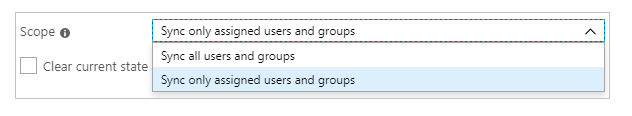 Scope
Sync only assigned users and groups
Sync all users and groups
Clear current state
Sync only assigned users and groups